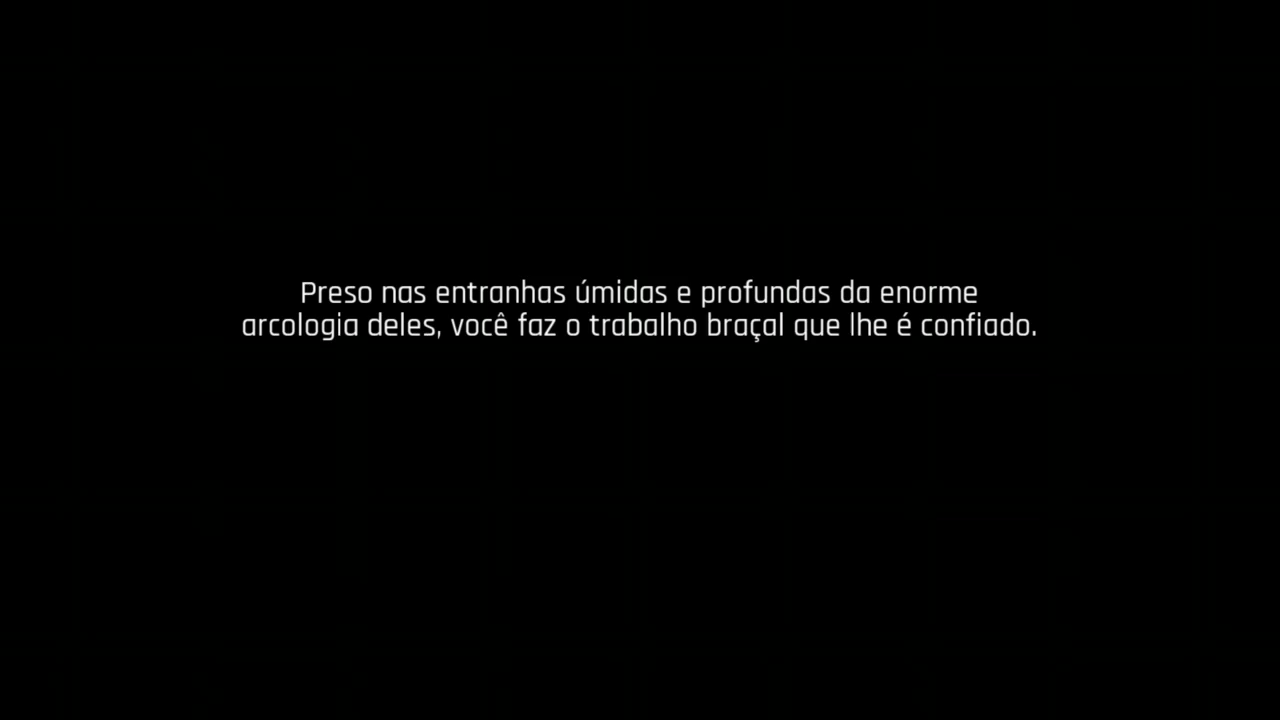 Preso nas entranhas úmidas e profundas da enorme
arcologia deles, você faz o trabalho braçal que lhe é confiado.